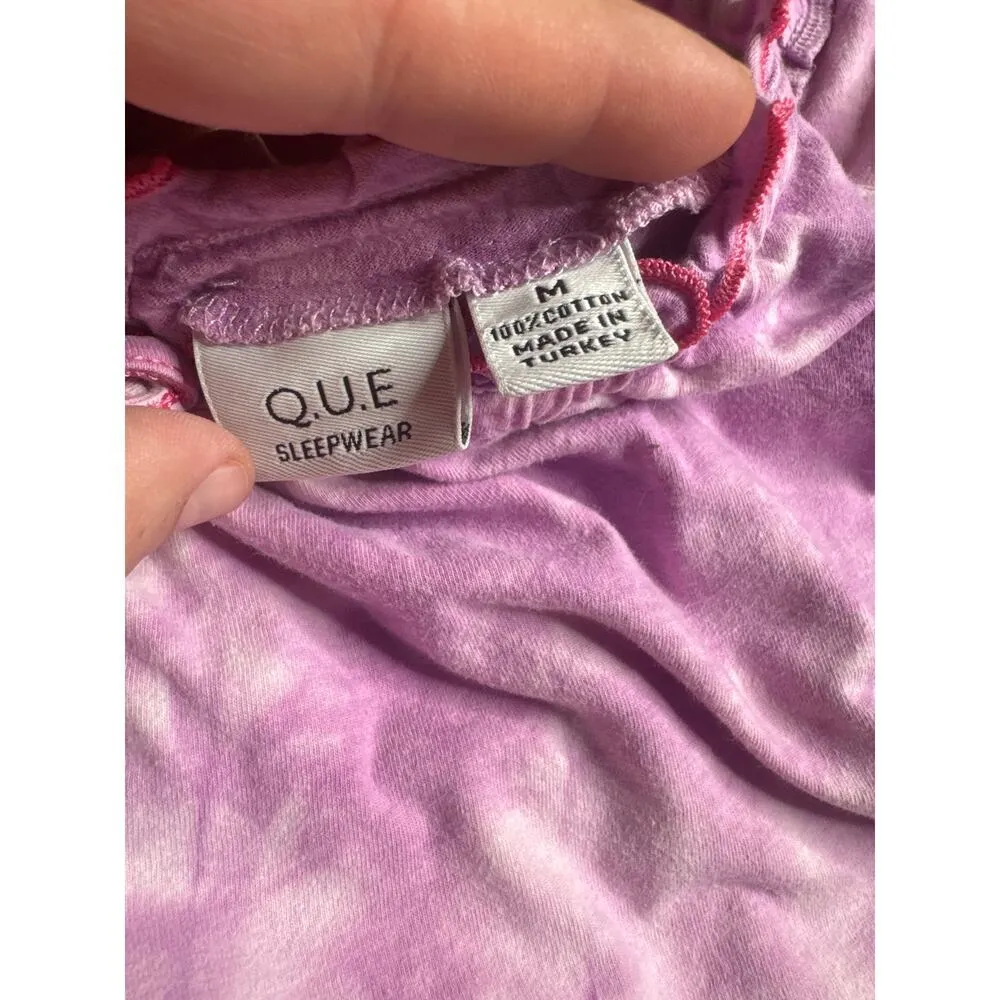 Q.U.E
SLEEPWEAR
M
100%COTTON
MADE IN
TURKEY